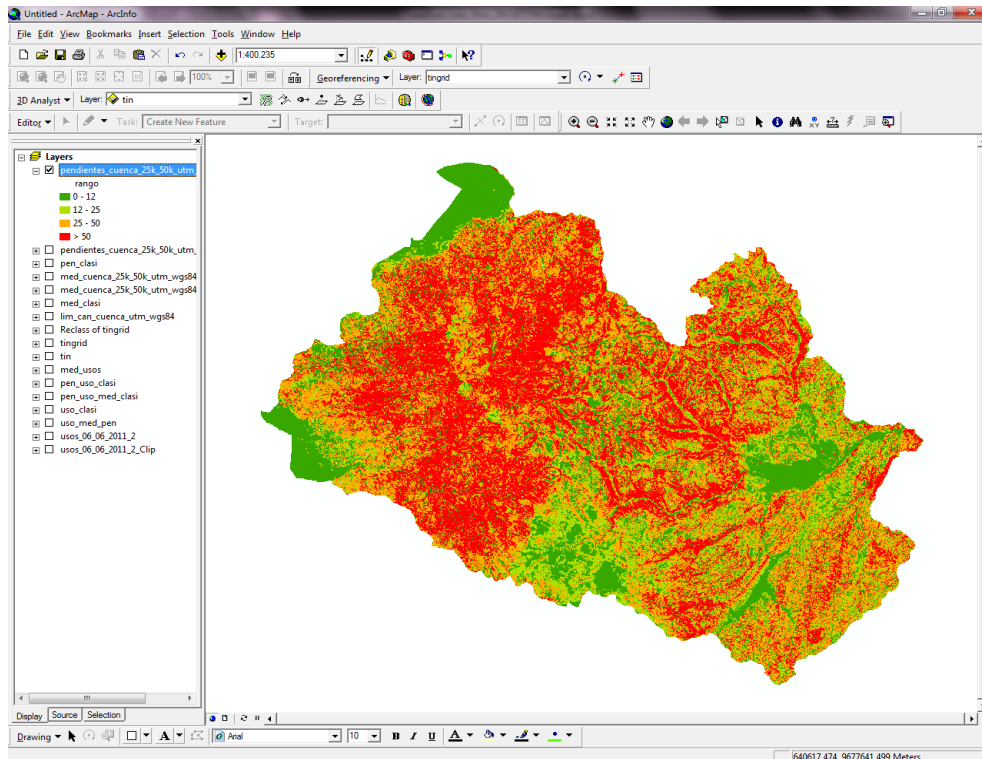 Untitled - ArcMap - ArcInfo
File Edit View Bookmarks Insert Selection Tools Window Help
1:400.235
100% Georeferencing Layer: tingrid
3D Analyst Layer: tin
Editor Task: Create New Feature Target:
Layers
pendientes_cuenca_25k_50k_utm_
rango
0 - 12
12 - 25
25 - 50
> 50
pendientes_cuenca_25k_50k_utm_
pen_clasi
med_cuenca_25k_50k_utm_wgs84
med_cuenca_25k_50k_utm_wgs84
med_clasi
lim_can_cuenca_utm_wgs84
Reclass of tingrid
tingrid
tin
med_usos
pen_uso_clasi
pen_uso_med_clasi
uso_clasi
uso_med_pen
usos_06_06_2011_2
usos_06_06_2011_2_Clip
Display Source Selection
Drawing A Arial 10 B I U A
640617,474 9677641,499 Meters